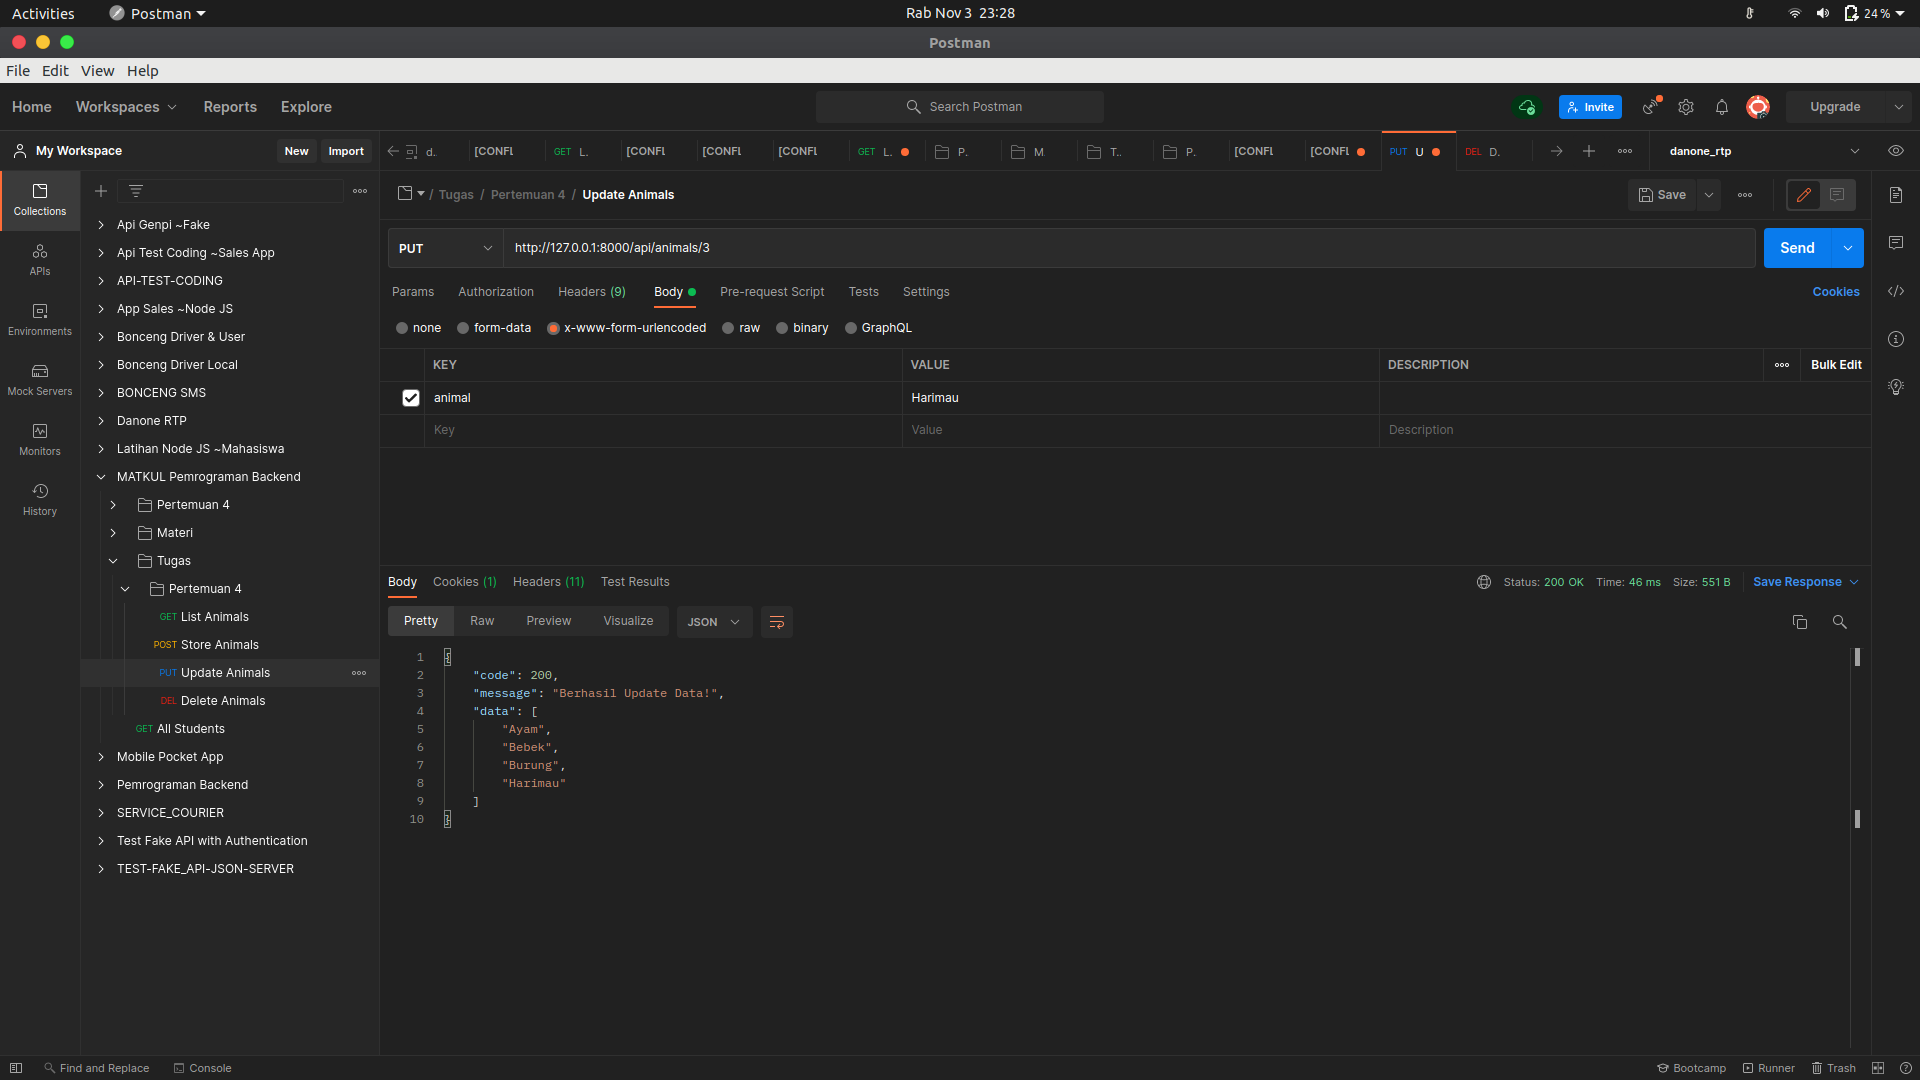 Activities Postman Rab Nov 3 23:28 24 %
Postman
File Edit View Help
Home Workspaces Reports Explore Search Postman Invite Upgrade
My Workspace New Import d. [CONFL GET L. [CONFL [CONFL [CONFL GET L. P. M T.. P. [CONFL [CONFL PUT U DEL D. danone_rtp
Collections
APIs
Environments
Mock Servers
Monitors
History
Api Genpi ~Fake
Api Test Coding ~Sales App
API-TEST-CODING
App Sales ~Node JS
Bonceng Driver & User
Bonceng Driver Local
BONCENG SMS
Danone RTP
Latihan Node JS ~Mahasiswa
MATKUL Pemrograman Backend
Pertemuan 4
Materi
Tugas
Pertemuan 4
GET List Animals
POST Store Animals
PUT Update Animals
DEL Delete Animals
GET All Students
Mobile Pocket App
Pemrograman Backend
SERVICE_COURIER
Test Fake API with Authentication
TEST-FAKE_API-JSON-SERVER
/ Tugas / Pertemuan 4 / Update Animals Save
PUT http://127.0.0.1:8000/api/animals/3 Send
Params Authorization Headers (9) Body Pre-request Script Tests Settings Cookies
none form-data x-www-form-urlencoded raw binary GraphQL
KEY VALUE DESCRIPTION Bulk Edit
animal Harimau
Key Value Description
Body Cookies (1) Headers (11) Test Results Status: 200 OK Time: 46 ms Size: 551 B Save Response
Pretty Raw Preview Visualize JSON
1 {
2 "code": 200,
3 "message": "Berhasil Update Data!",
4 "data": [
5 "Ayam",
6 "Bebek",
7 "Burung",
8 "Harimau"
9 ]
10 }
Find and Replace Console Bootcamp Runner Trash